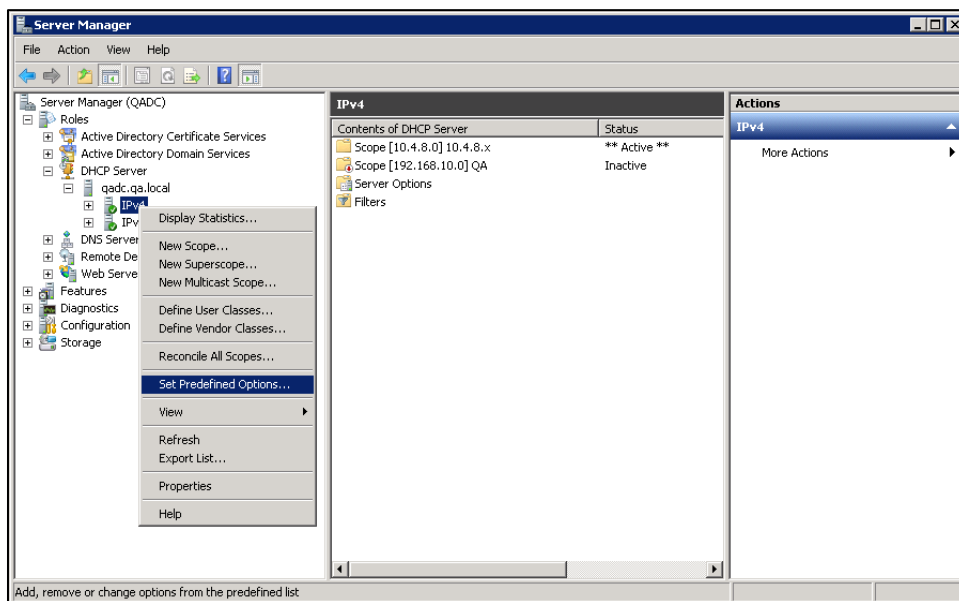 Server Manager
File Action View Help
Server Manager (QADC)
Roles
Active Directory Certificate Services
Active Directory Domain Services
DHCP Server
qadc.qa.local
IPv4
IPv
DNS Server
Remote De
Web Serve
Features
Diagnostics
Configuration
Storage
Display Statistics...
New Scope...
New Superscope...
New Multicast Scope...
Define User Classes...
Define Vendor Classes...
Reconcile All Scopes...
Set Predefined Options...
View
Refresh
Export List...
Properties
Help
IPv4
Contents of DHCP Server Status
Scope [10.4.8.0] 10.4.8.x ** Active **
Scope [192.168.10.0] QA Inactive
Server Options
Filters
Actions
IPv4
More Actions
Add, remove or change options from the predefined list